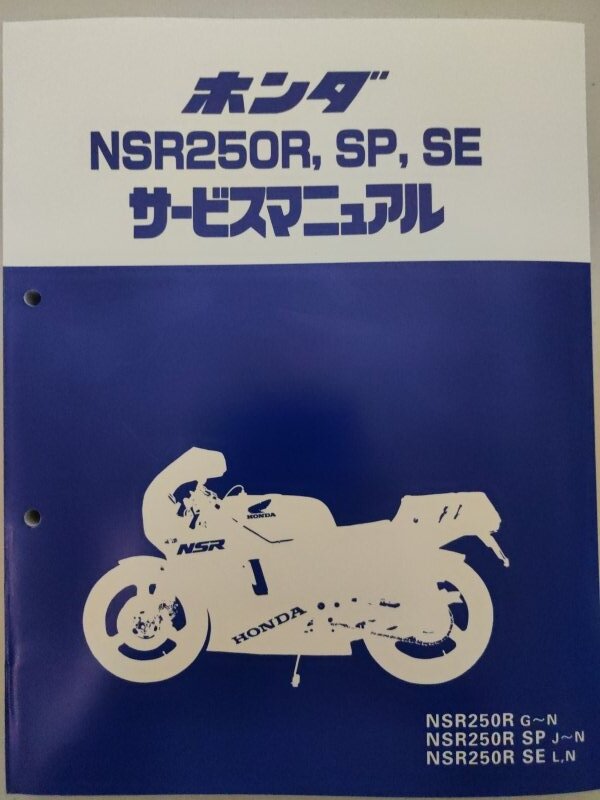 ホンダ
NSR250R, SP, SE
サービスマニュアル
HONDA
NSR
HONDA
NSR250R G～N
NSR250R SP J～N
NSR250R SE L,N